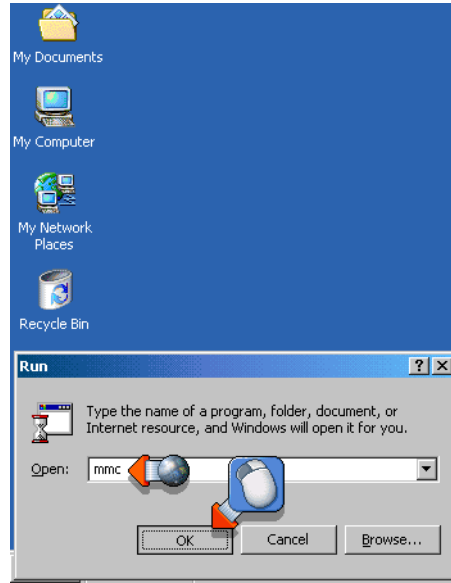 My Documents
My Computer
My Network
Places
Recycle Bin
Run
Type the name of a program, folder, document, or
Internet resource, and Windows will open it for you.
Open:
mmc
OK
Cancel
Browse...